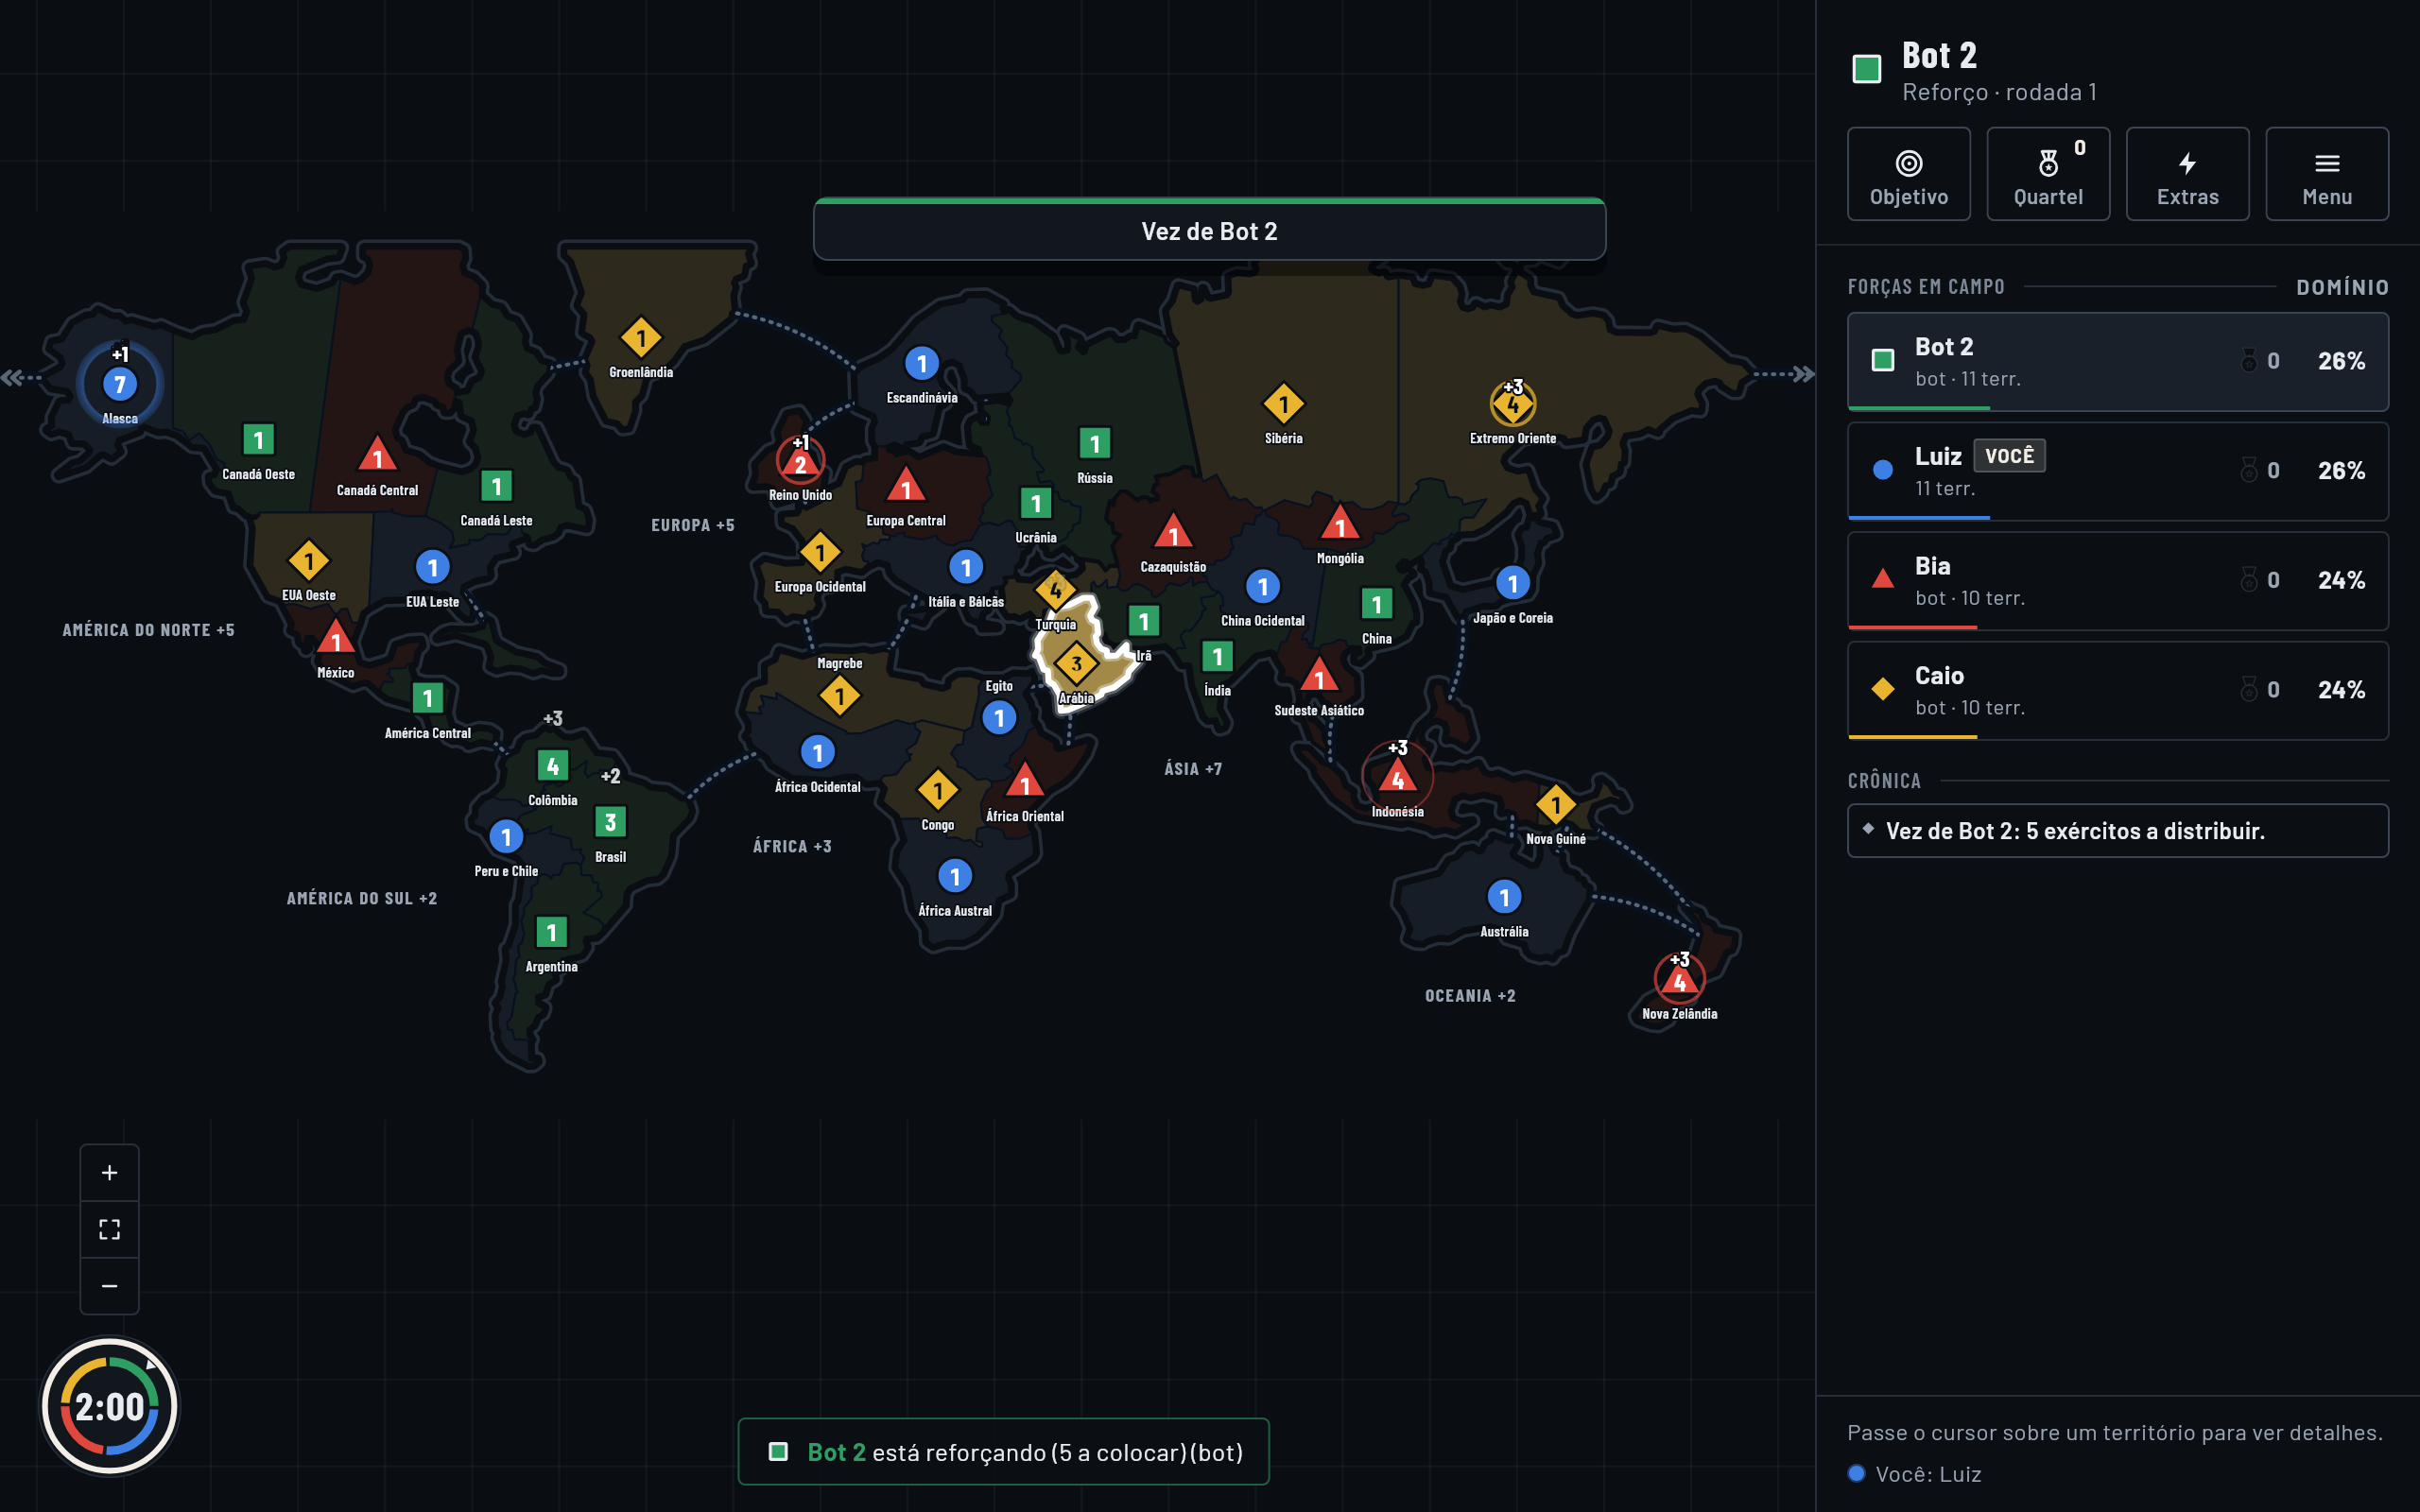 Vez de Bot 2
+1
7
Alasca
1
Canadá Oeste
1
Canadá Central
1
Canadá Leste
1
Groenlândia
1
EUA Oeste
1
EUA Leste
1
México
1
América Central
AMÉRICA DO NORTE +5
+3
4
Colômbia
+2
3
Brasil
1
Peru e Chile
1
Argentina
AMÉRICA DO SUL +2
1
Escandinávia
+1
2
Reino Unido
1
Europa Central
1
Europa Ocidental
1
Itália e Bálcãs
1
Ucrânia
1
Rússia
EUROPA +5
Magrebe
1
Egito
1
1
África Ocidental
1
Congo
1
África Oriental
1
África Austral
ÁFRICA +3
1
Sibéria
+3
4
Extremo Oriente
1
Cazaquistão
1
Mongólia
1
China Ocidental
1
China
1
Japão e Coreia
4
Turquia
3
Arábia
1
Irã
1
Índia
1
Sudeste Asiático
ÁSIA +7
+3
4
Indonésia
1
Nova Guiné
1
Austrália
+3
4
Nova Zelândia
OCEANIA +2
+
−
2:00
Bot 2 está reforçando (5 a colocar) (bot)
Bot 2
Reforço · rodada 1
Objetivo
0
Quartel
Extras
Menu
FORÇAS EM CAMPO
DOMÍNIO
Bot 2
bot · 11 terr.
0
26%
Luiz VOCÊ
11 terr.
0
26%
Bia
bot · 10 terr.
0
24%
Caio
bot · 10 terr.
0
24%
CRÔNICA
Vez de Bot 2: 5 exércitos a distribuir.
Passe o cursor sobre um território para ver detalhes.
Você: Luiz